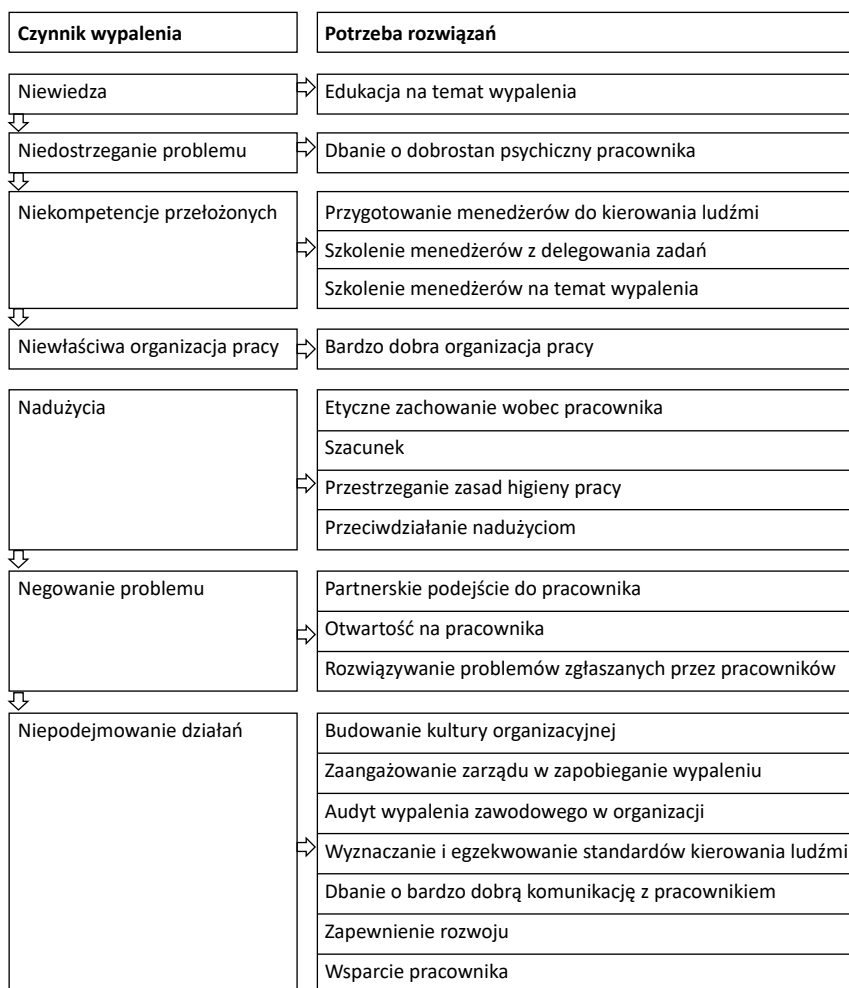 Czynnik wypalenia
Potrzeba rozwiązań
Niewiedza
Edukacja na temat wypalenia
Niedostrzeganie problemu
Dbanie o dobrostan psychiczny pracownika
Niekompetencje przełożonych
Przygotowanie menedżerów do kierowania ludźmi
Szkolenie menedżerów z delegowania zadań
Szkolenie menedżerów na temat wypalenia
Niewłaściwa organizacja pracy
Bardzo dobra organizacja pracy
Nadużycia
Etyczne zachowanie wobec pracownika
Szacunek
Przestrzeganie zasad higieny pracy
Przeciwdziałanie nadużyciom
Negowanie problemu
Partnerskie podejście do pracownika
Otwartość na pracownika
Rozwiązywanie problemów zgłaszanych przez pracowników
Niepodejmowanie działań
Budowanie kultury organizacyjnej
Zaangażowanie zarządu w zapobieganie wypaleniu
Audyt wypalenia zawodowego w organizacji
Wyznaczanie i egzekwowanie standardów kierowania ludźmi
Dbanie o bardzo dobrą komunikację z pracownikiem
Zapewnienie rozwoju
Wsparcie pracownika